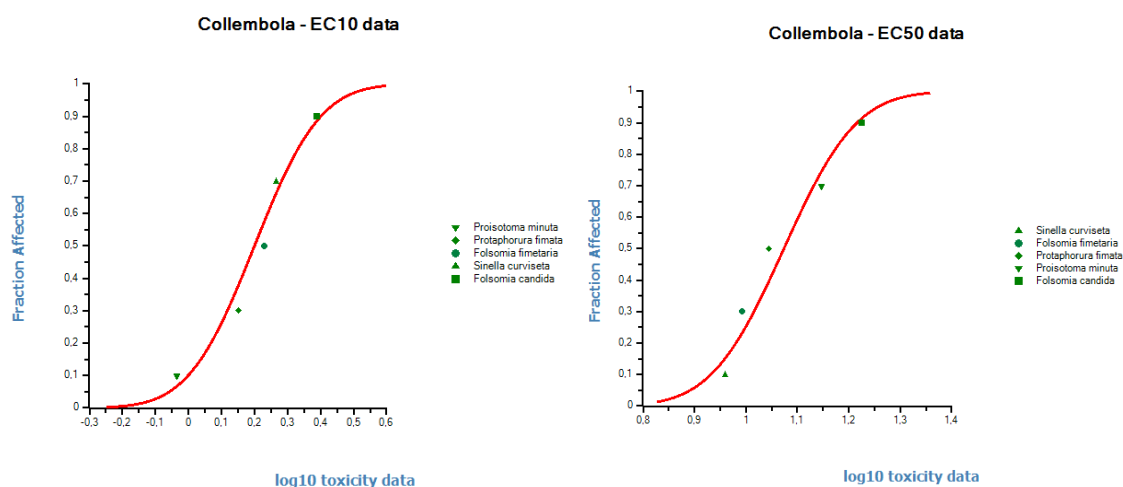 Collembola - EC10 data
1
0,9
0,8
0,7
0,6
0,5
0,4
0,3
0,2
0,1
0
-0,3 -0,2 -0,1 0 0,1 0,2 0,3 0,4 0,5 0,6
Fraction Affected
log10 toxicity data
Proisotoma minuta
Protaphorura fimata
Folsomia fimetaria
Sinella curviseta
Folsomia candida
Collembola - EC50 data
1
0,9
0,8
0,7
0,6
0,5
0,4
0,3
0,2
0,1
0
0,8 0,9 1 1,1 1,2 1,3 1,4
Fraction Affected
log10 toxicity data
Sinella curviseta
Folsomia fimetaria
Protaphorura fimata
Proisotoma minuta
Folsomia candida